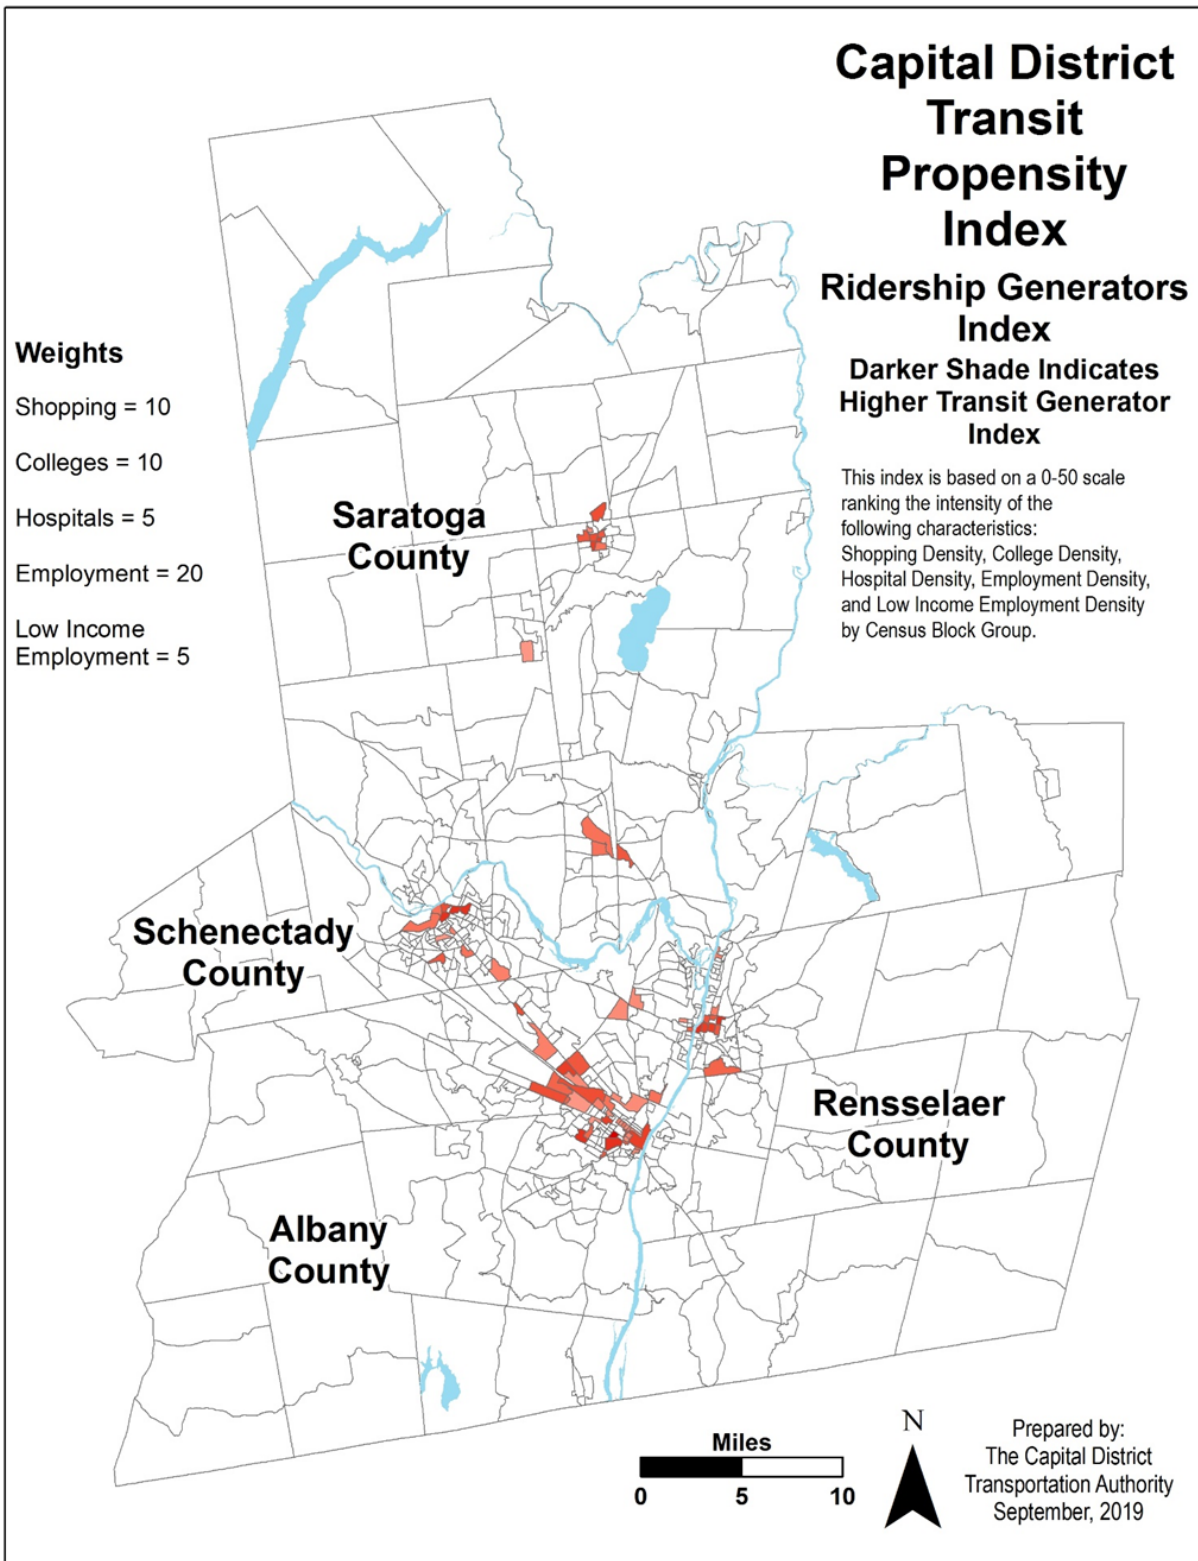 Capital District
Transit
Propensity
Index
Ridership Generators
Index
Darker Shade Indicates
Higher Transit Generator
Index
This index is based on a 0-50 scale
ranking the intensity of the
following characteristics:
Shopping Density, College Density,
Hospital Density, Employment Density,
and Low Income Employment Density
by Census Block Group.
Weights
Shopping = 10
Colleges = 10
Hospitals = 5
Employment = 20
Low Income
Employment = 5
Saratoga
County
Schenectady
County
Rensselaer
County
Albany
County
Miles
0 5 10
N
Prepared by:
The Capital District
Transportation Authority
September, 2019